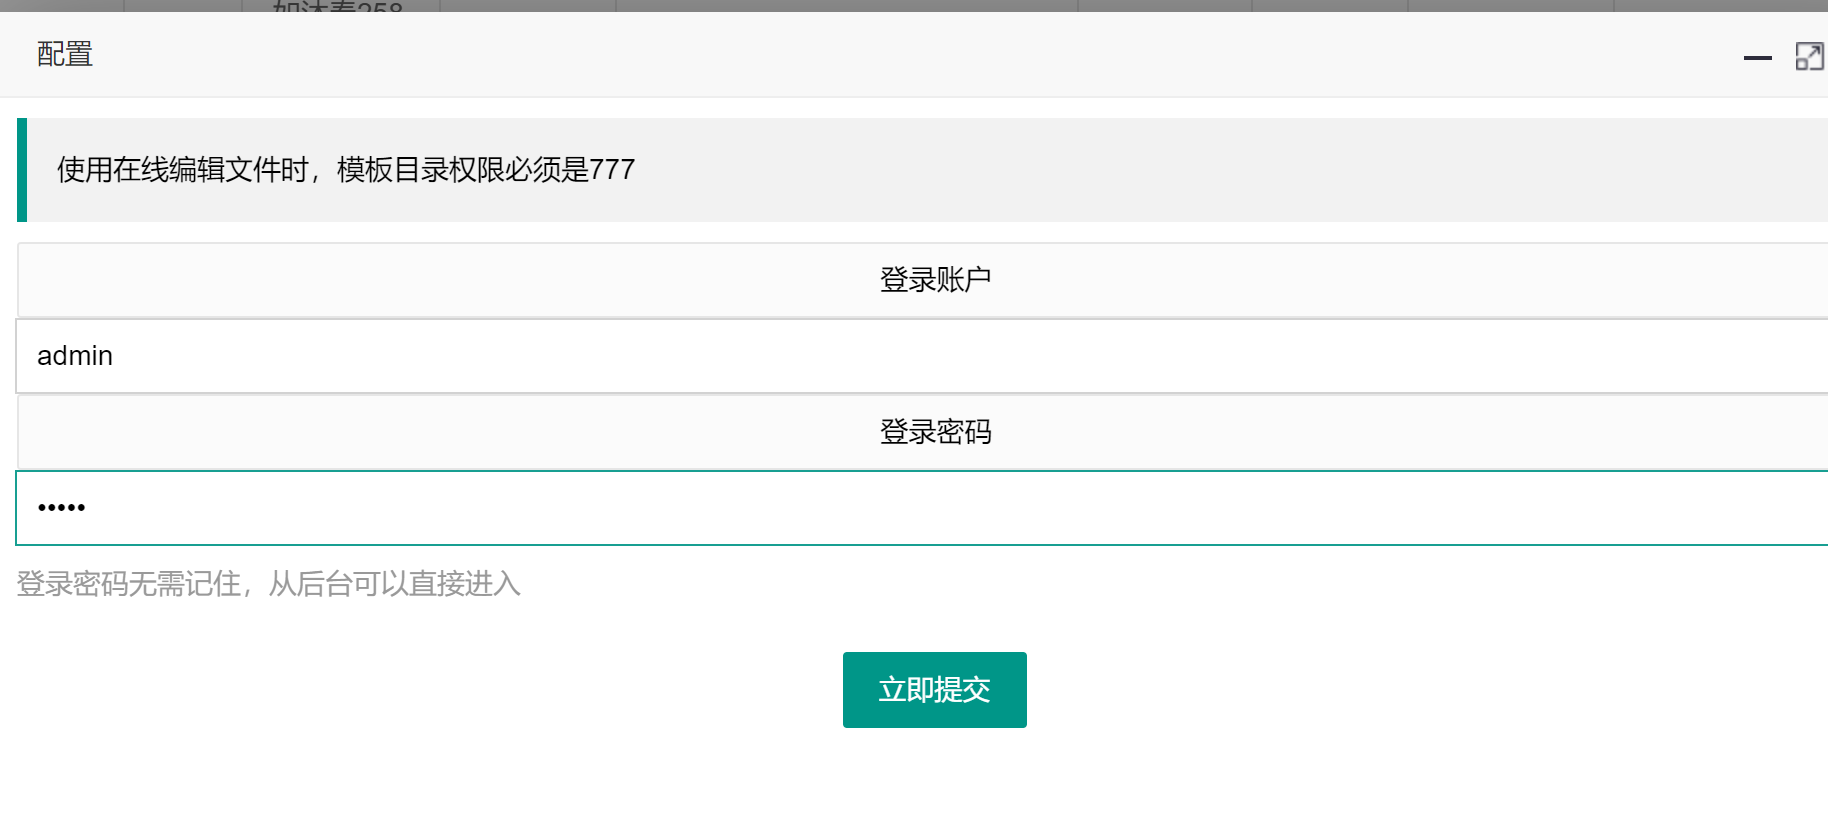 配置
使用在线编辑文件时，模板目录权限必须是777
登录账户
admin
登录密码
•••••
登录密码无需记住，从后台可以直接进入
立即提交